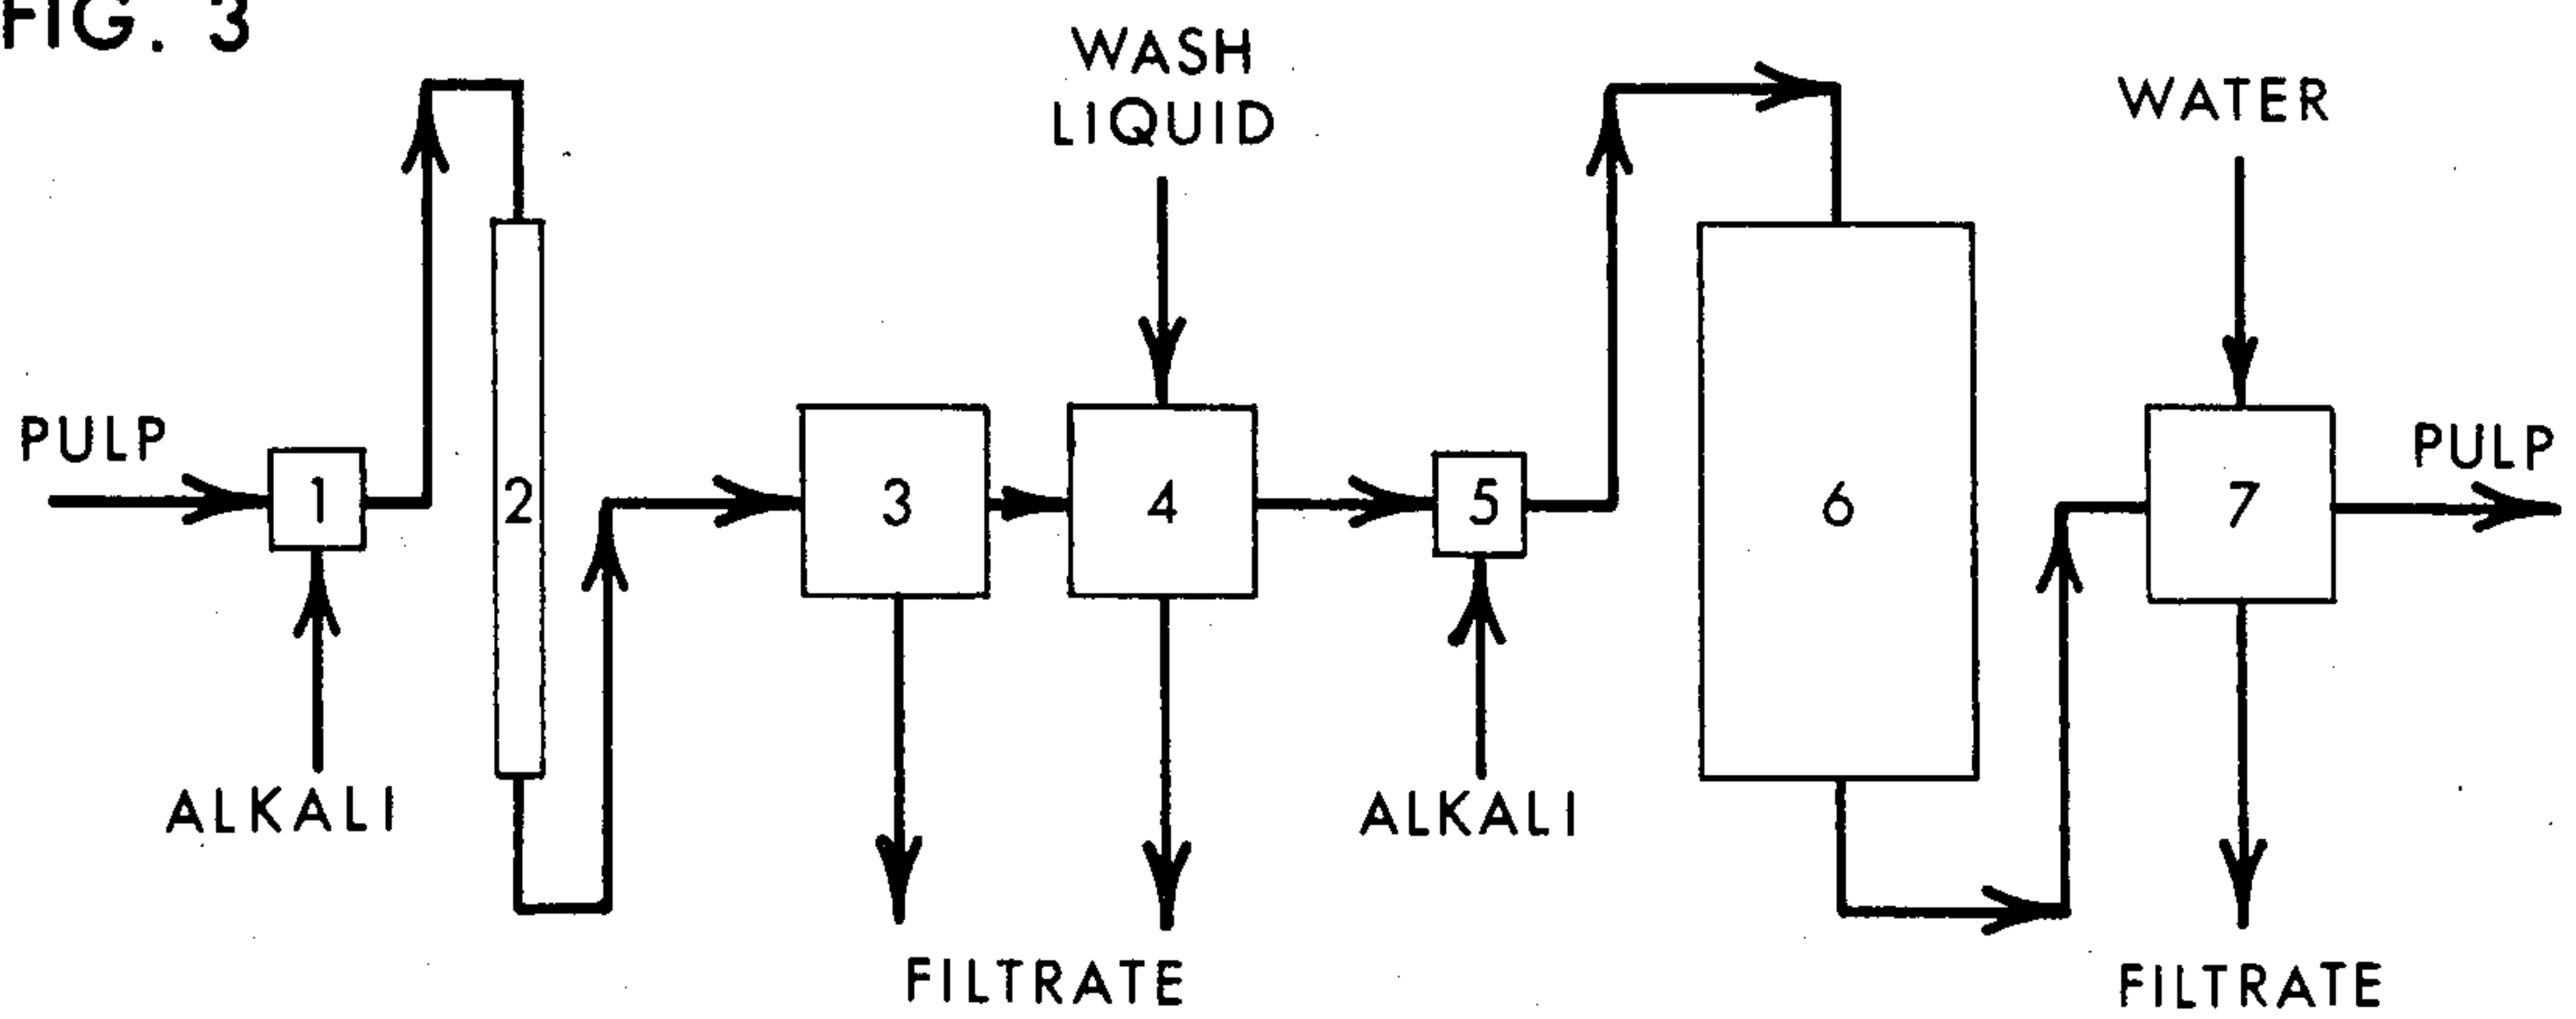 FIG. 3
WASH
LIQUID
WATER
PULP
PULP
1
2
3
4
5
6
7
ALKALI
ALKALI
FILTRATE
FILTRATE